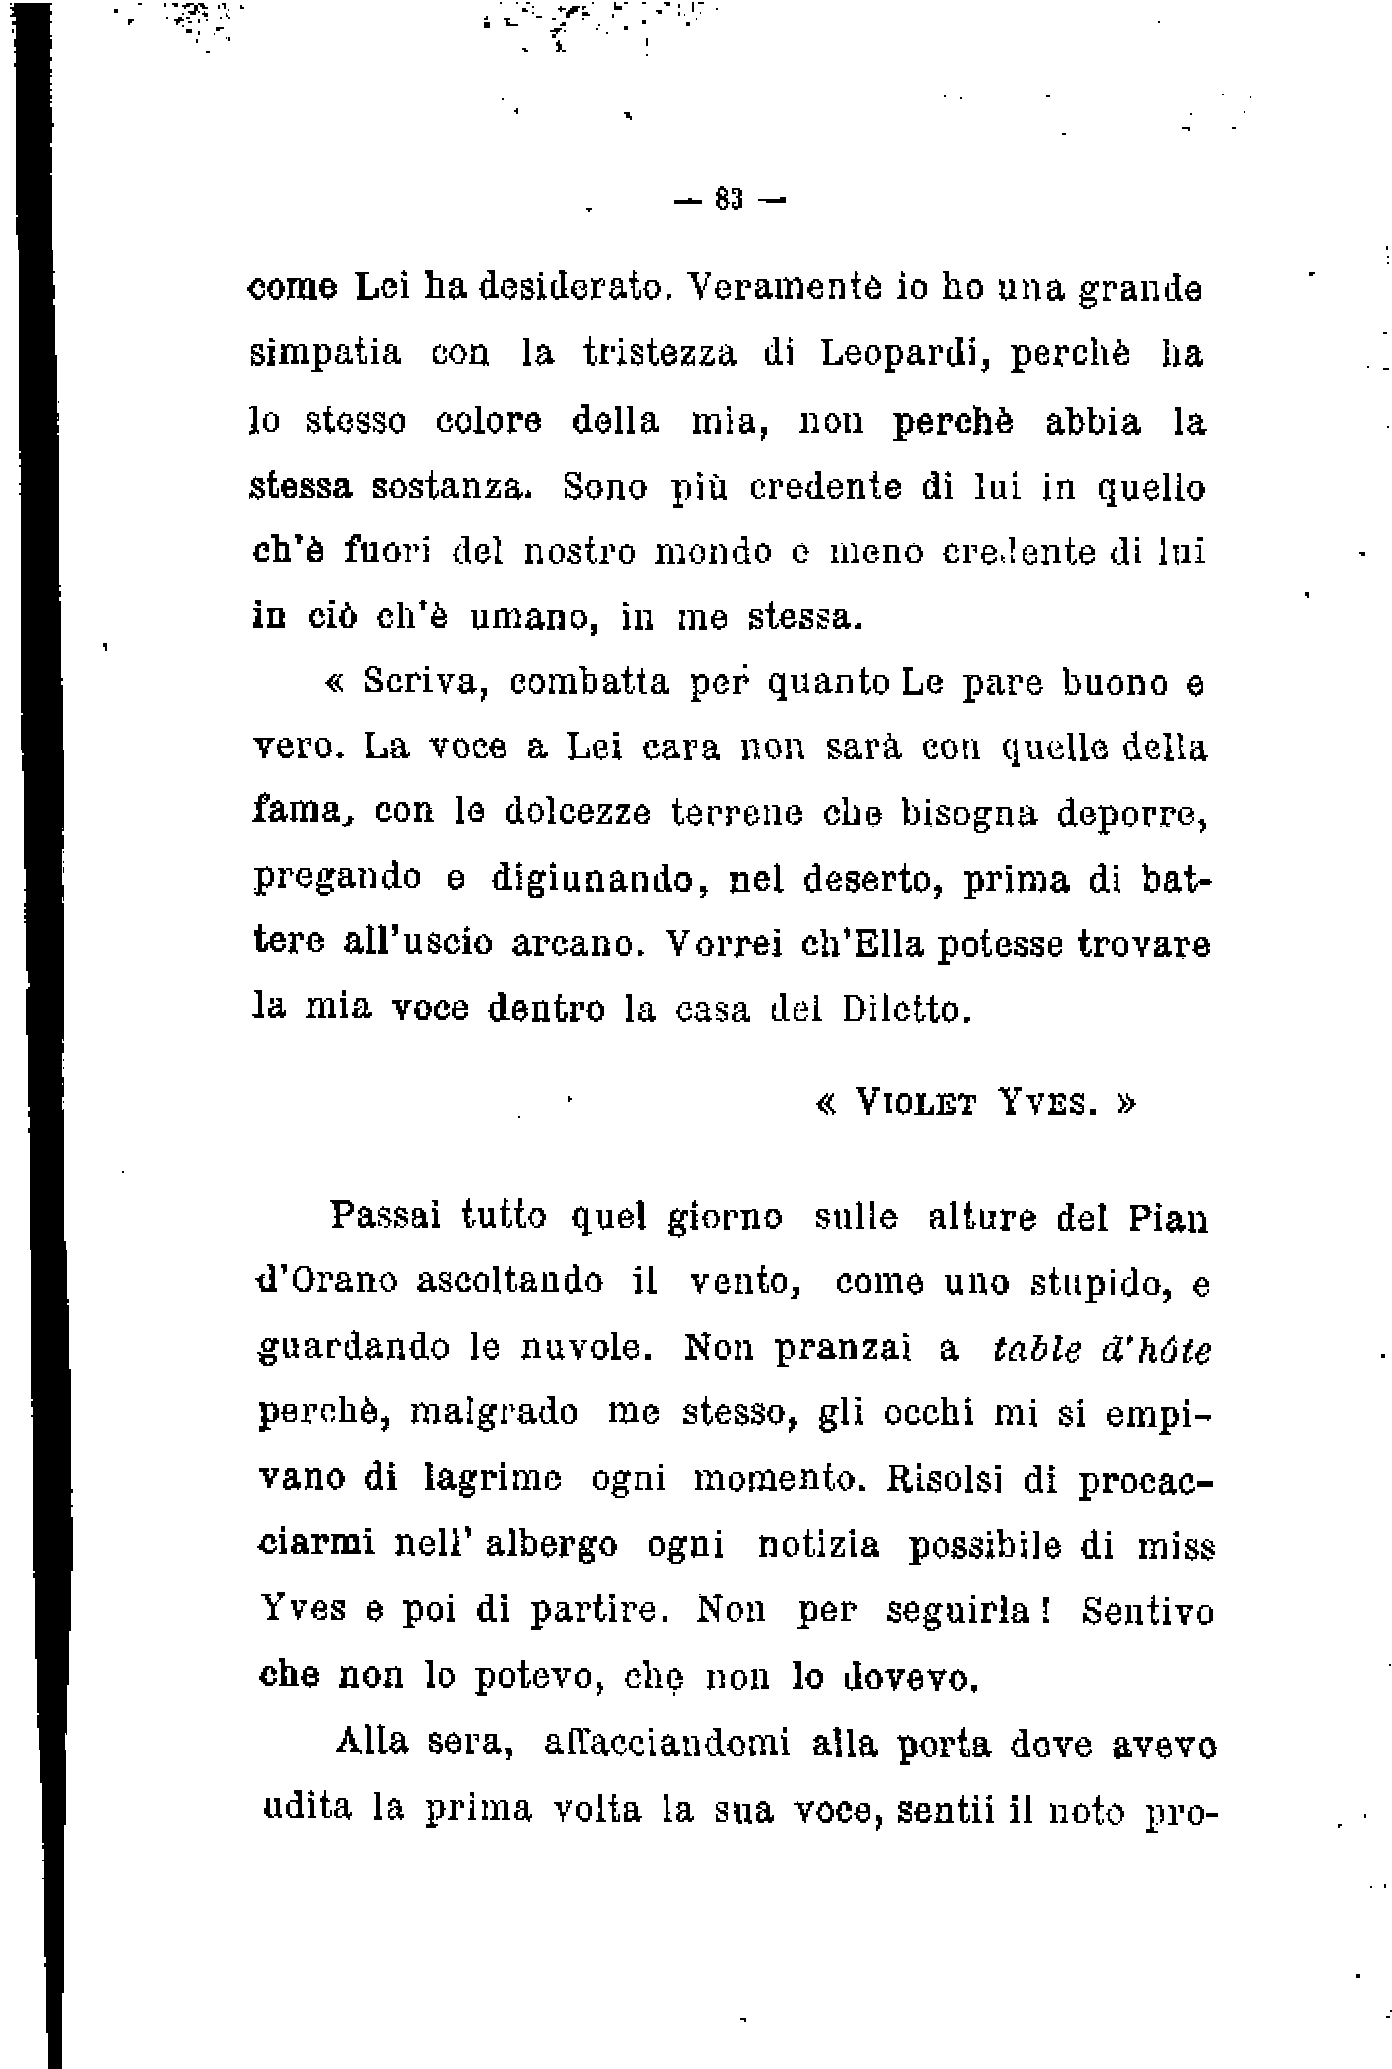 — 83 —
come Lei ha desiderato. Veramente io ho una grande
simpatia con la tristezza di Leopardi, perchè ha
lo stesso colore della mia, non perchè abbia la
stessa sostanza. Sono più credente di lui in quello
ch'è fuori del nostro mondo e meno credente di lui
in ciò ch'è umano, in me stessa.
« Scriva, combatta per quanto Le pare buono e
vero. La voce a Lei cara non sarà con quelle della
fama, con le dolcezze terrene che bisogna deporre,
pregando e digiunando, nel deserto, prima di bat-
tere all'uscio arcano. Vorrei ch'Ella potesse trovare
la mia voce dentro la casa del Diletto.
« VIOLET YVES. »
Passai tutto quel giorno sulle alture del Pian
d'Orano ascoltando il vento, come uno stupido, e
guardando le nuvole. Non pranzai a table d'hôte
perchè, malgrado me stesso, gli occhi mi si empi-
vano di lagrime ogni momento. Risolsi di procac-
ciarmi nell' albergo ogni notizia possibile di miss
Yves e poi di partire. Non per seguirla! Sentivo
che non lo potevo, che non lo dovevo.
Alla sera, affacciandomi alla porta dove avevo
udita la prima volta la sua voce, sentii il noto pro-